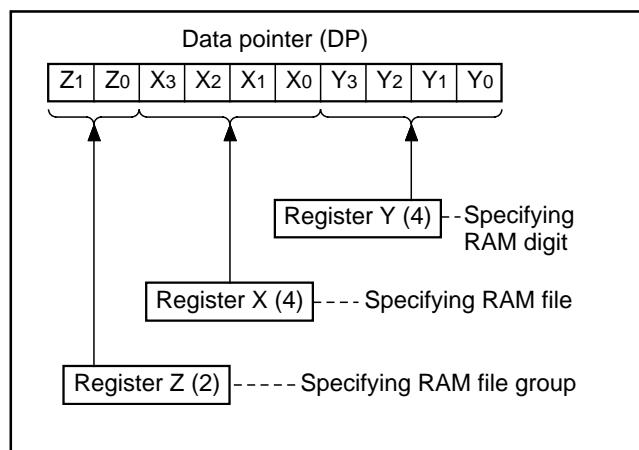 Data pointer (DP)
Z1 Z0 X3 X2 X1 X0 Y3 Y2 Y1 Y0
Register Y (4) Specifying
RAM digit
Register X (4) Specifying RAM file
Register Z (2) Specifying RAM file group